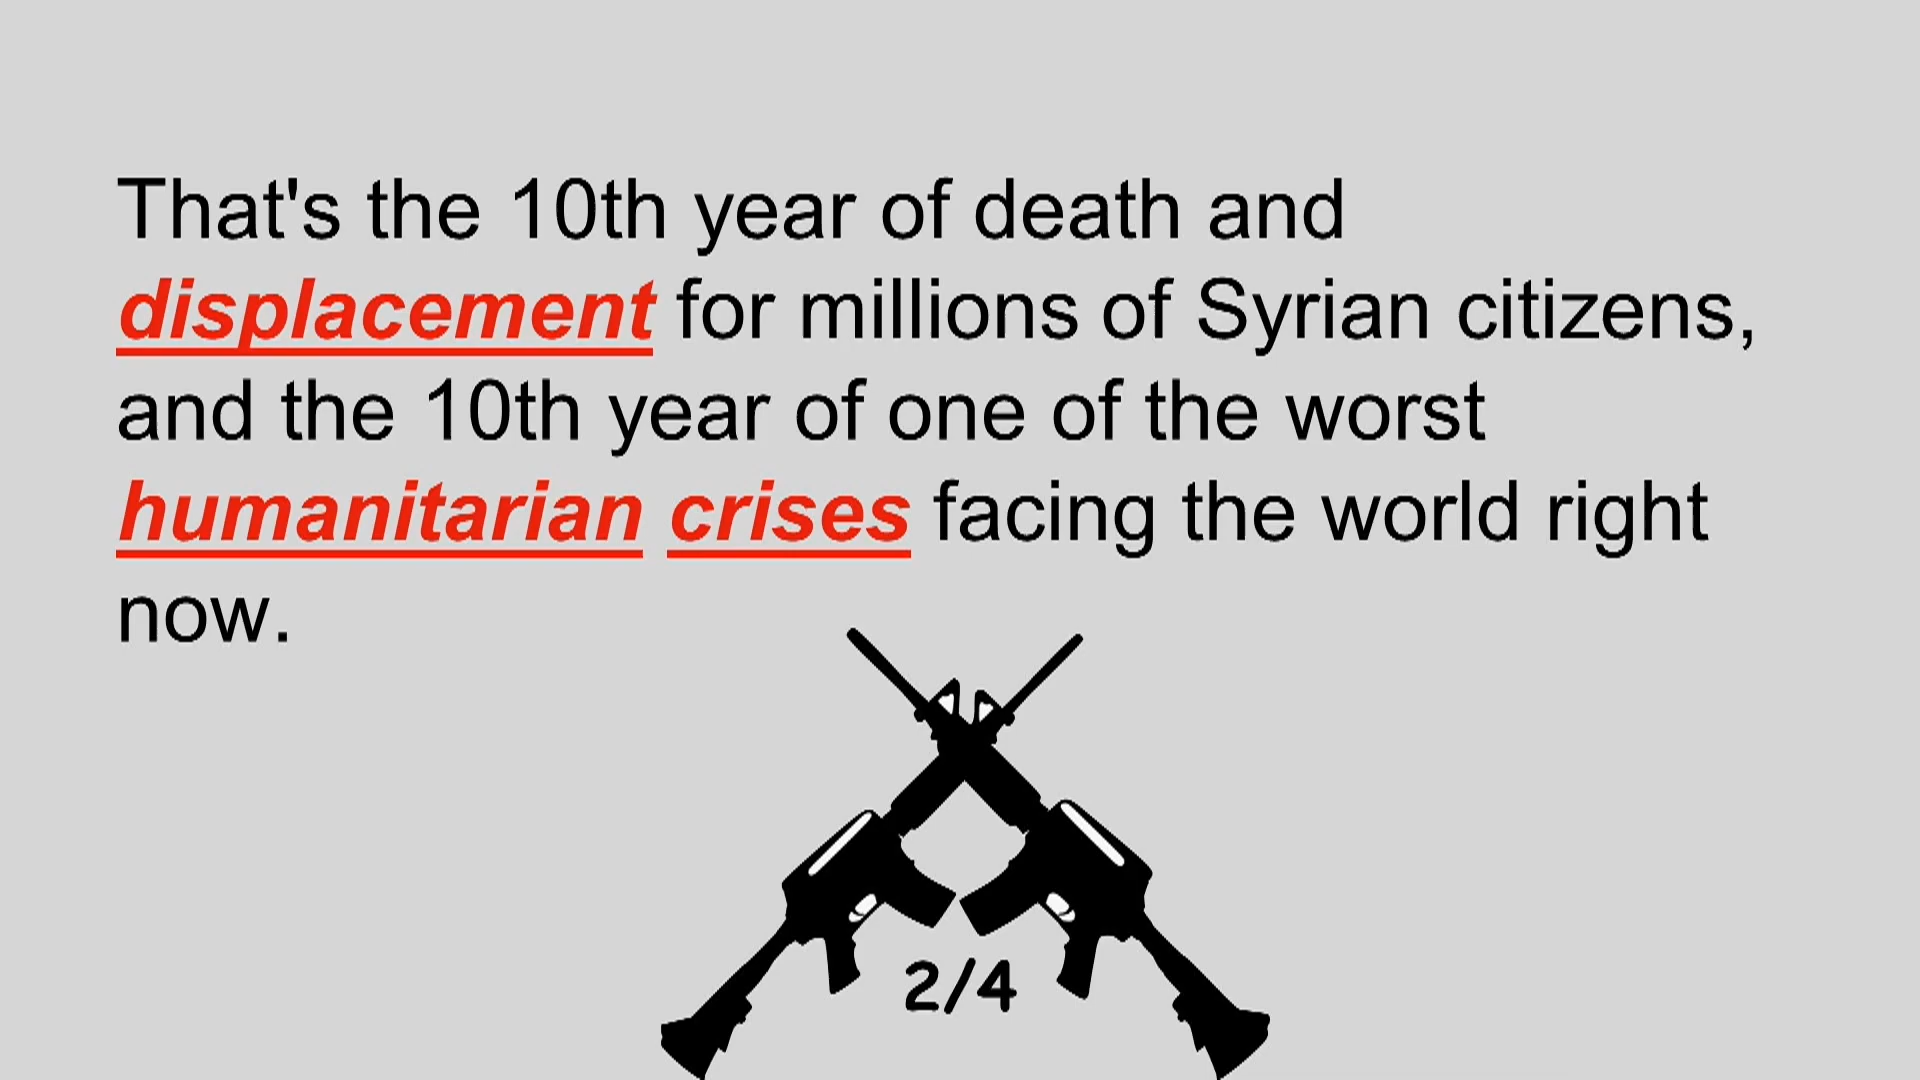 That's the 10th year of death and
displacement for millions of Syrian citizens,
and the 10th year of one of the worst
humanitarian crises facing the world right
now.
2/4